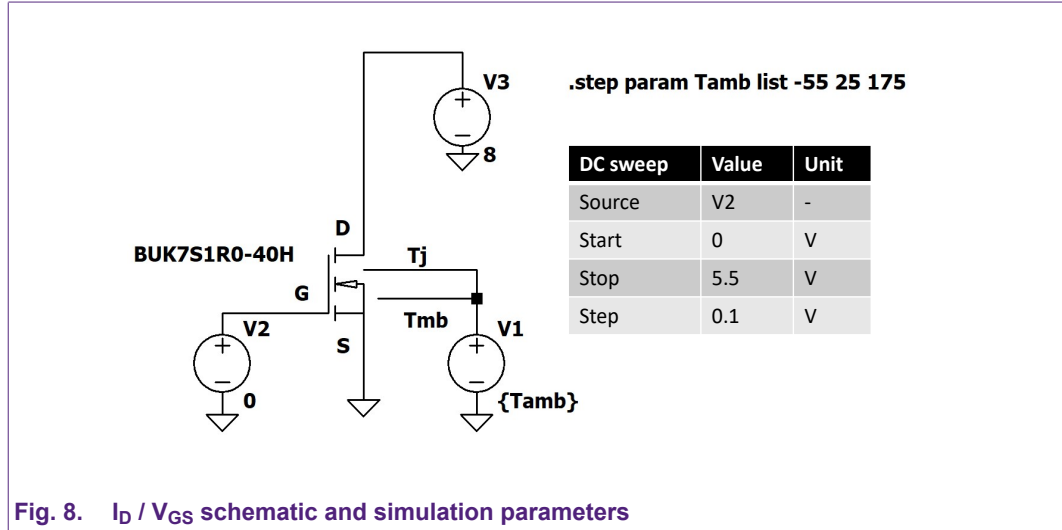 V3
8
.step param Tamb list -55 25 175
DC sweep Value Unit
Source V2 -
Start 0 V
Stop 5.5 V
Step 0.1 V
BUK7S1R0-40H
D
G
S
Tj
Tmb
V2
0
V1
{Tamb}
Fig. 8. ID / VGS schematic and simulation parameters